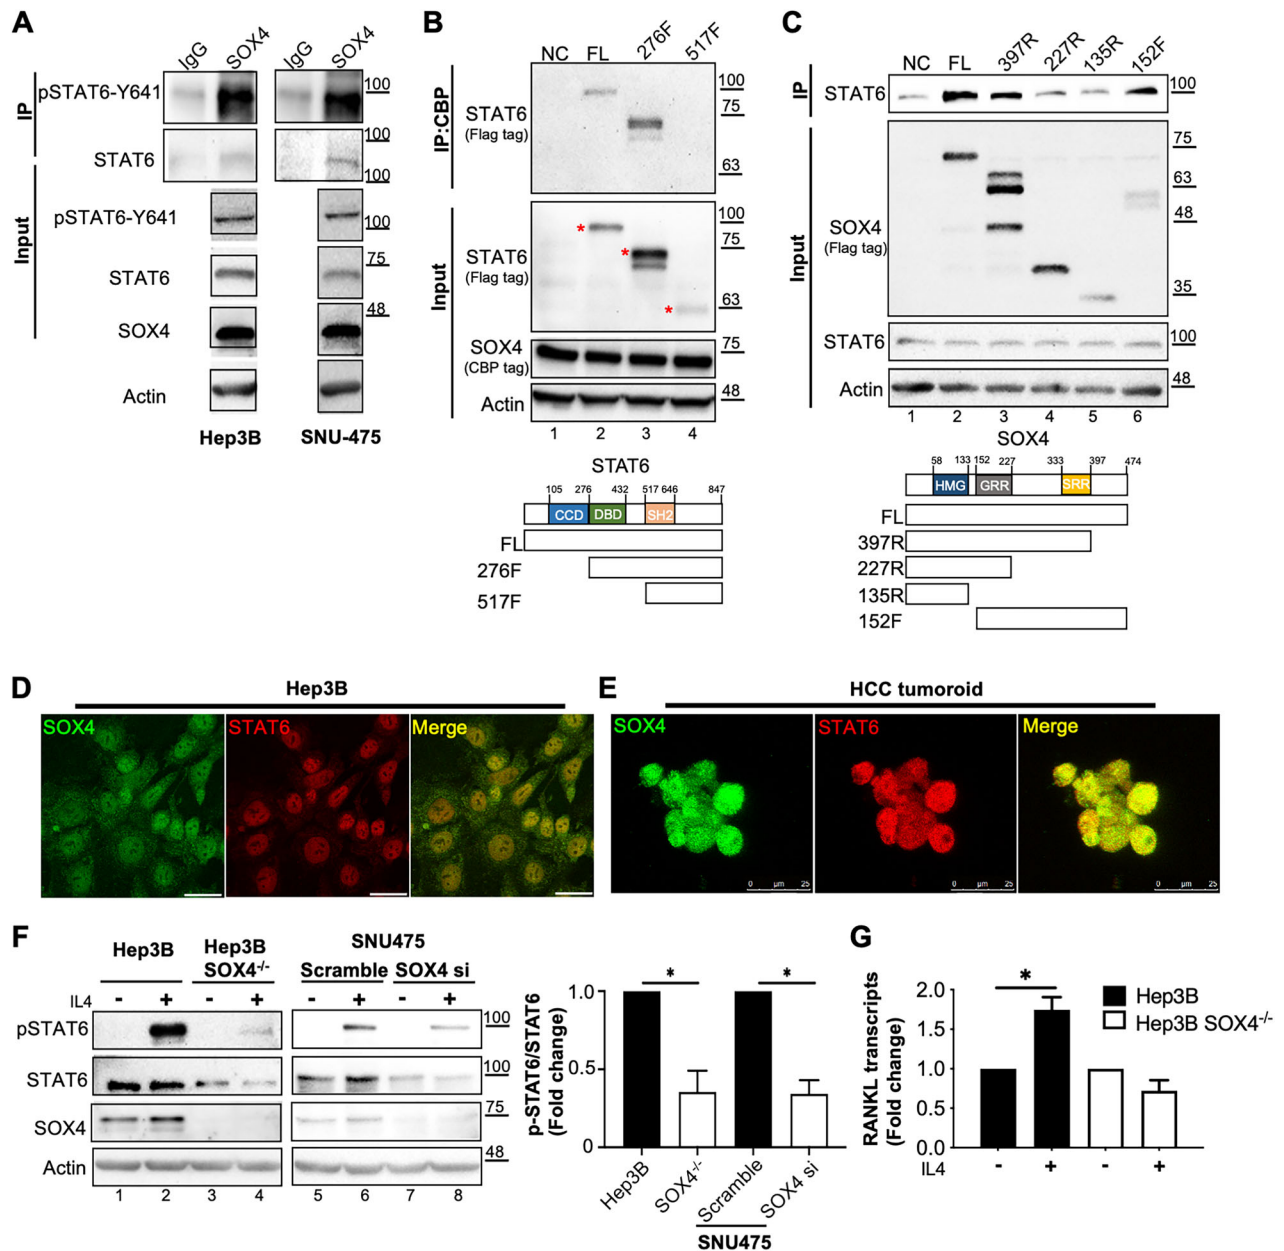 A
IgG
SOX4
IgG
SOX4
IP
pSTAT6-Y641
100
STAT6
100
100
Input
pSTAT6-Y641
100
STAT6
75
SOX4
48
Actin
Hep3B
SNU-475
B
NC FL 276F 517F
IP:CBP
STAT6
(Flag tag)
100
75
63
Input
STAT6
(Flag tag)
100
75
63
*
*
*
SOX4
(CBP tag)
75
Actin
48
1 2 3 4
STAT6
105 276 432 517 646 847
CCD DBD SH2
FL
276F
517F
C
NC FL 397R 227R 135R 152F
IP
STAT6
100
Input
SOX4
(Flag tag)
75
63
48
35
STAT6
100
Actin
48
1 2 3 4 5 6
SOX4
58 133 152 227 333 397 474
HMG GRR SRR
FL
397R
227R
135R
152F
D
Hep3B
SOX4
STAT6
Merge
E
HCC tumoroid
SOX4
STAT6
Merge
0 µm 25
0 µm 25
0 µm 25
F
Hep3B
Hep3B
SOX4-/-
SNU475
Scramble SOX4 si
IL4 - + - + - + - +
pSTAT6
100
STAT6
100
SOX4
75
Actin
48
1 2 3 4 5 6 7 8
p-STAT6/STAT6
(Fold change)
1.0
0.5
0
*
*
Hep3B
SOX4-/-
Scramble
SOX4 si
SNU475
G
RANKL transcripts
(Fold change)
2.0
1.5
1.0
0.5
0.0
*
Hep3B
Hep3B SOX4-/-
IL4 - + - +